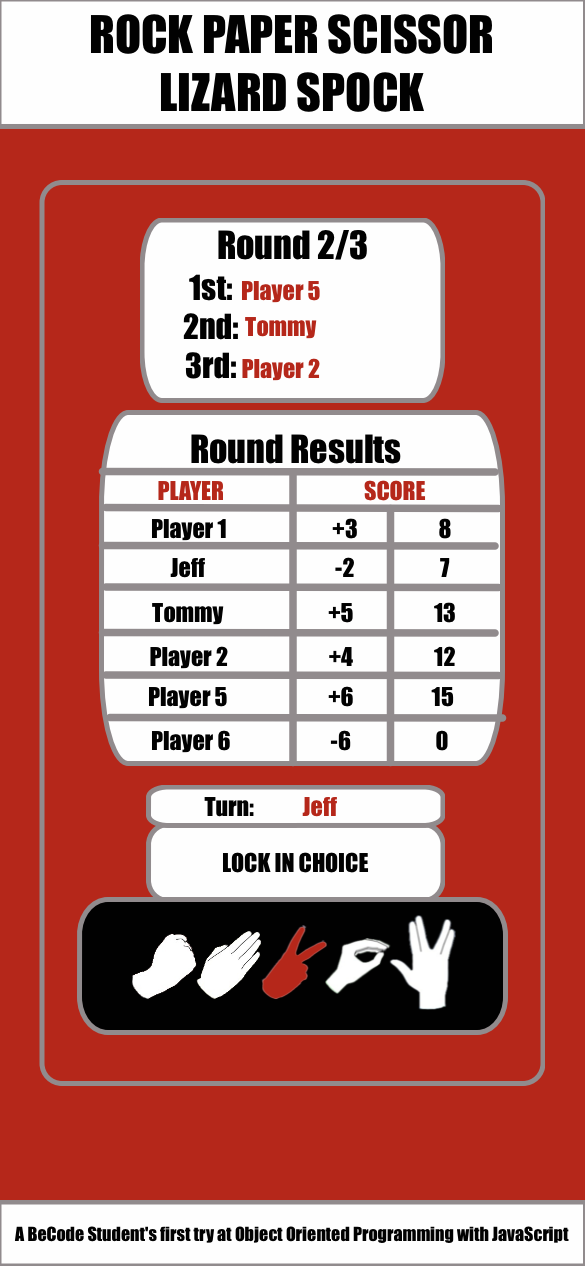 ROCK PAPER SCISSOR
LIZARD SPOCK
Round 2/3
1st: Player 5
2nd: Tommy
3rd: Player 2
Round Results
PLAYER SCORE
Player 1 +3 8
Jeff -2 7
Tommy +5 13
Player 2 +4 12
Player 5 +6 15
Player 6 -6 0
Turn: Jeff
LOCK IN CHOICE
A BeCode Student's first try at Object Oriented Programming with JavaScript